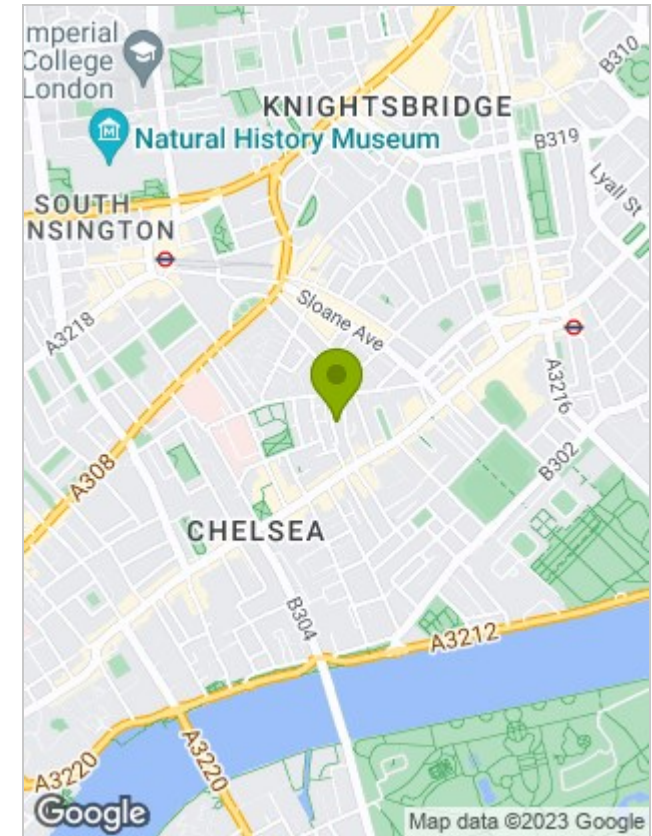 mperial
College
London
KNIGHTSBRIDGE
B310
Natural History Museum
B319
Lyall St
SOUTH
NSINGTON
A3218
Sloane Ave
A3216
A308
B302
CHELSEA
B304
A3212
A3220
A3220
Google
Map data ©2023 Google